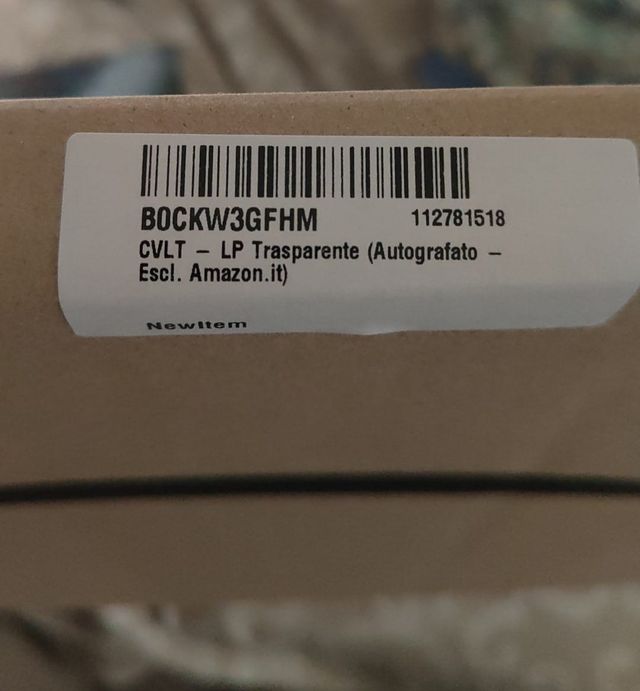 B0CKW3GFHM 112781518
CVLT – LP Trasparente (Autografato –
Escl. Amazon.it)
NewItem